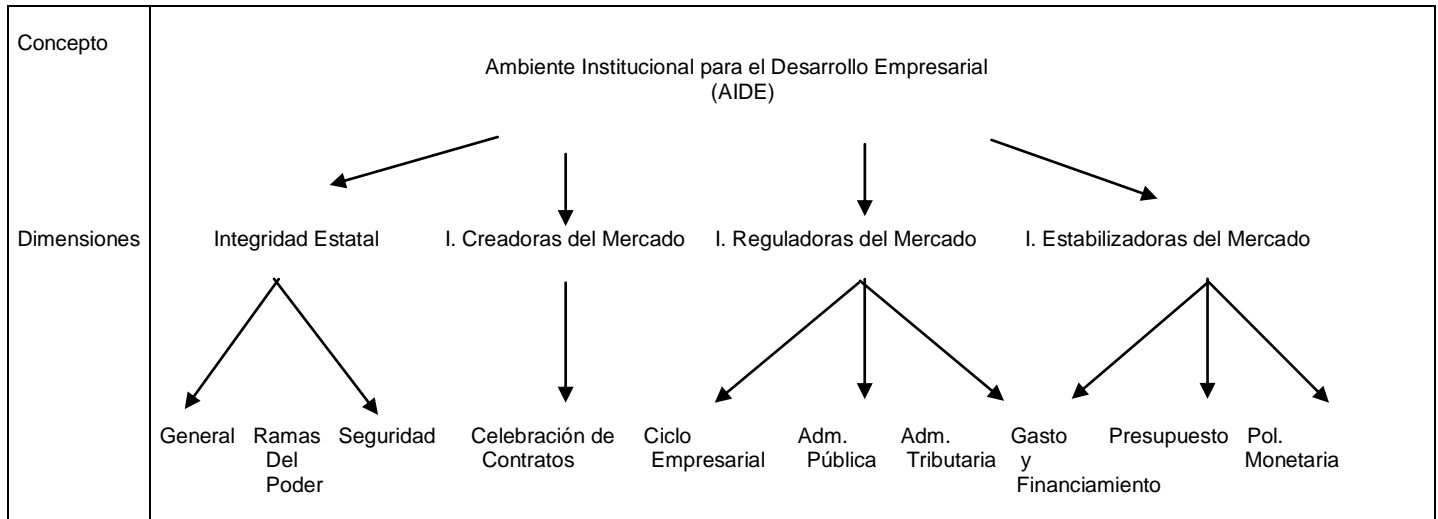 Concepto
Ambiente Institucional para el Desarrollo Empresarial
(AIDE)
Dimensiones
Integridad Estatal
I. Creadoras del Mercado
I. Reguladoras del Mercado
I. Estabilizadoras del Mercado
General
Ramas
Del
Poder
Seguridad
Celebración de
Contratos
Ciclo
Empresarial
Adm.
Pública
Adm.
Tributaria
Gasto
y
Financiamiento
Presupuesto
Pol.
Monetaria